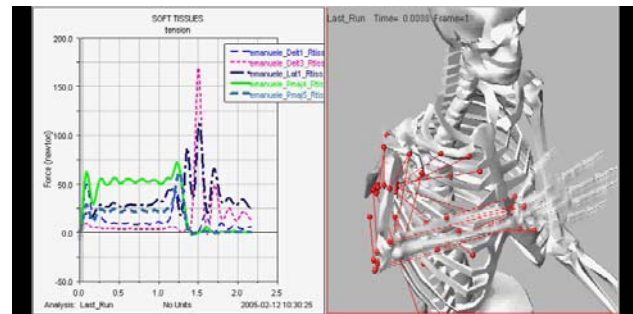 SOFT TISSUES
tension
200.0
150.0
100.0
50.0
0.0
-50.0
Force (newton)
emanuele_Delt1_Rtiss
emanuele_Delt3_Rtiss
emanuele_Lat1_Rtiss
emanuele_Pmaj4_Rtiss
emanuele_Pmaj5_Rtiss
0.0 0.5 1.0 1.5 2.0 2.5
Analysis: Last_Run No Units 2005-02-12 10:30:25
Last_Run Time= 0.0000 Frame=1